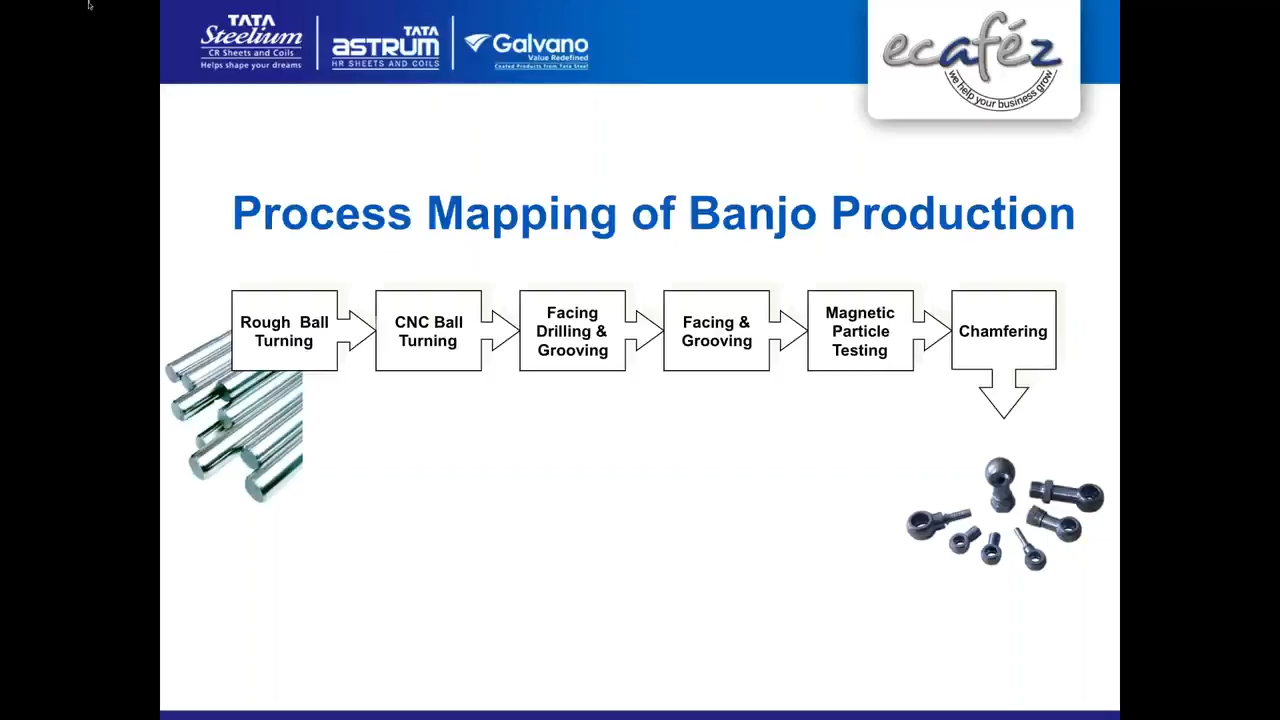 TATA
Steelium
CR Sheets and Coils
Helps shape your dreams
TATA
ASTRUM
HR SHEETS AND COILS
Galvano
Value Redefined
Coated Products from Tata Steel
ecaféz
we help your business grow
Process Mapping of Banjo Production
Rough Ball
Turning
CNC Ball
Turning
Facing
Drilling &
Grooving
Facing &
Grooving
Magnetic
Particle
Testing
Chamfering